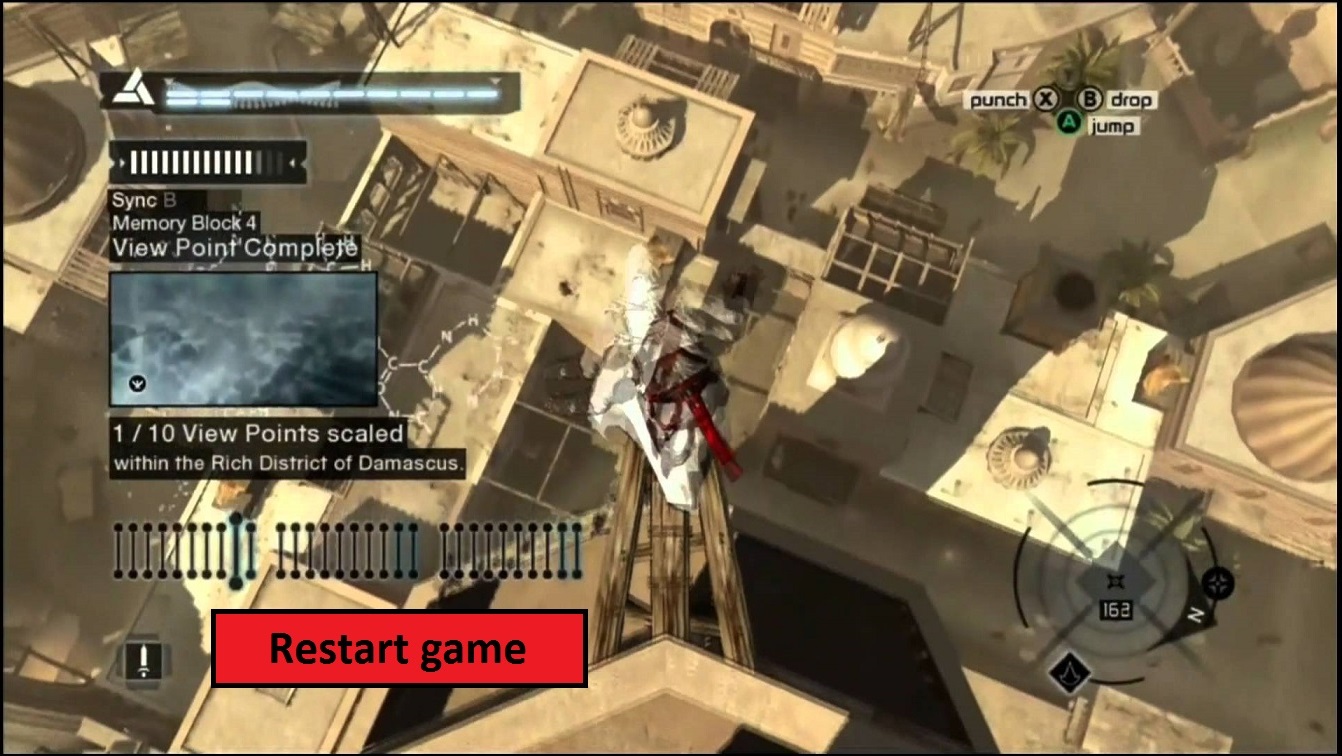 punch X B drop
A jump
Sync B
Memory Block 4
View Point Complete
1 / 10 View Points scaled
within the Rich District of Damascus.
162
N
Restart game